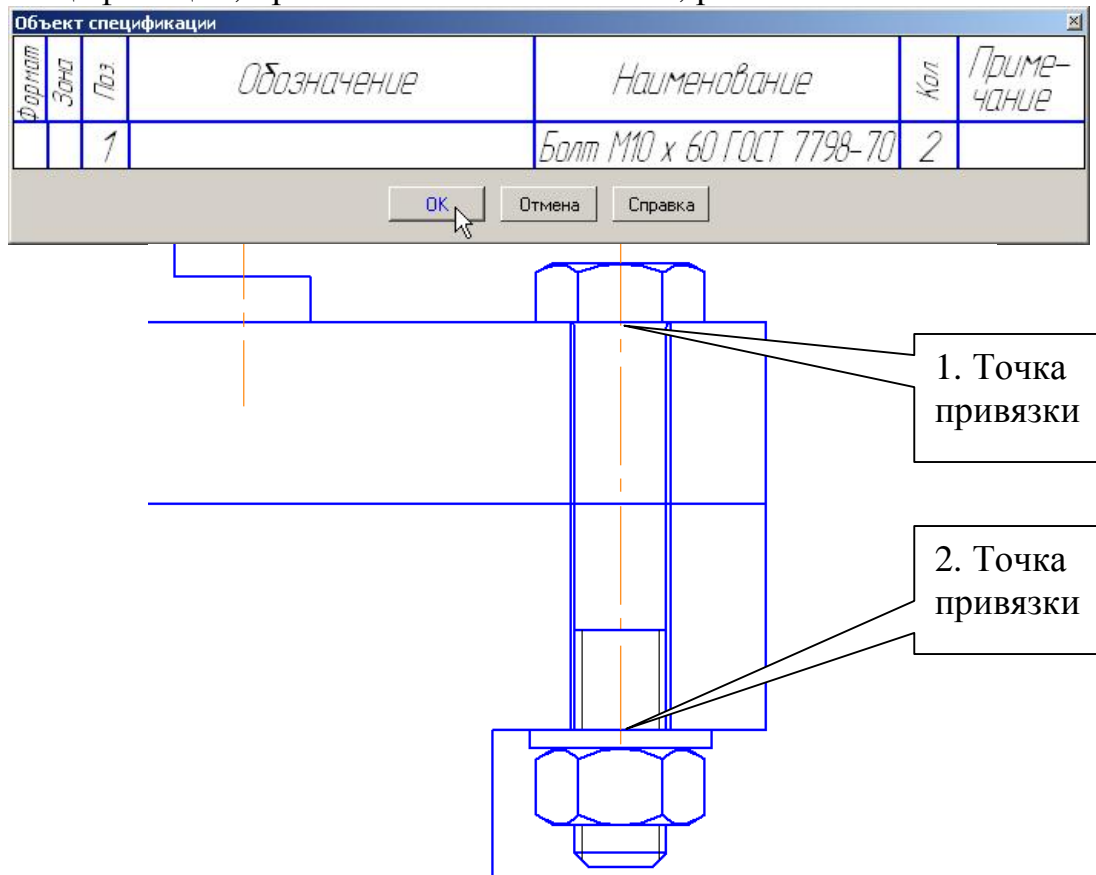 Объект спецификации
Формат
Зона
Поз.
Обозначение
Наименование
Кол.
Приме-
чание
1
Болт М10 х 60 ГОСТ 7798-70
2
OK
Отмена
Справка
1. Точка
привязки
2. Точка
привязки